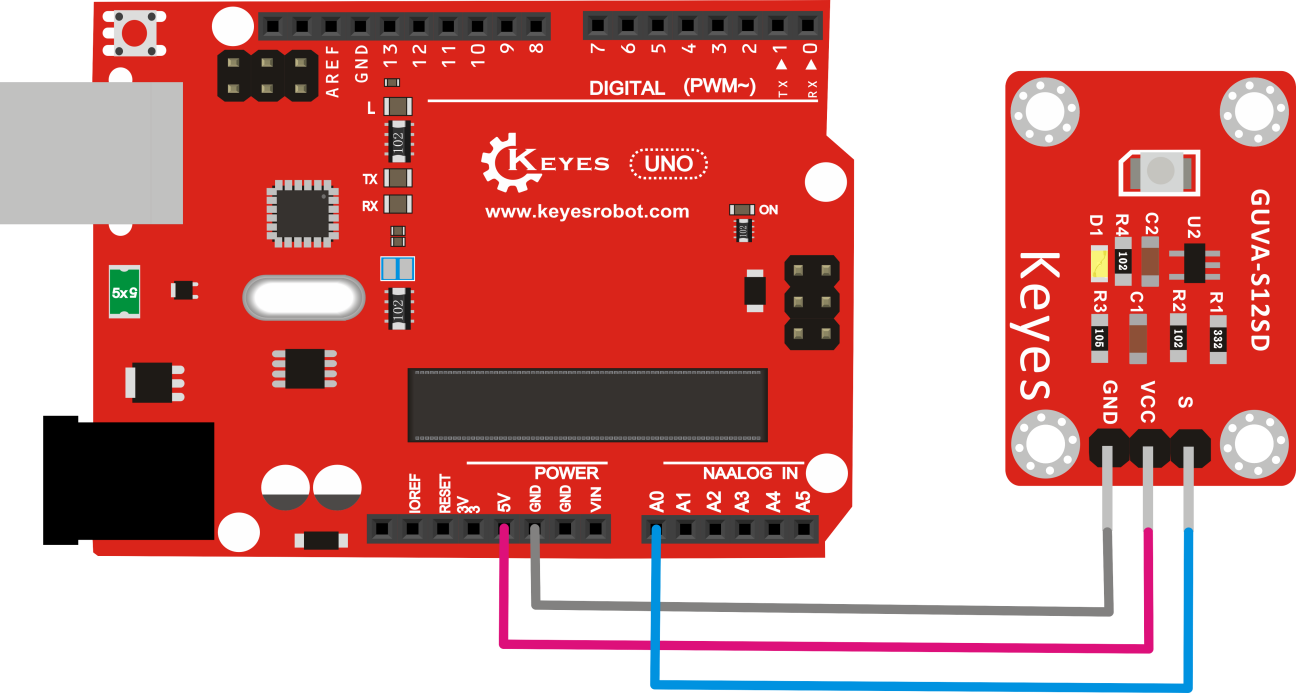 AREF
GND
13
12
11
10
9
8
7
6
5
4
3
2
TX▶1
RX▶0
DIGITAL (PWM~)
L
102
KEYES UNO
TX
RX
www.keyesrobot.com
ON
102
102
5x5
POWER
NAALOG IN
IOREF
RESET
3V3
5V
GND
GND
VIN
A0
A1
A2
A3
A4
A5
Keyes
GUVA-S12SD
D1
R4
C2
U2
102
R3
C1
R2
R1
105
102
332
GND
VCC
S